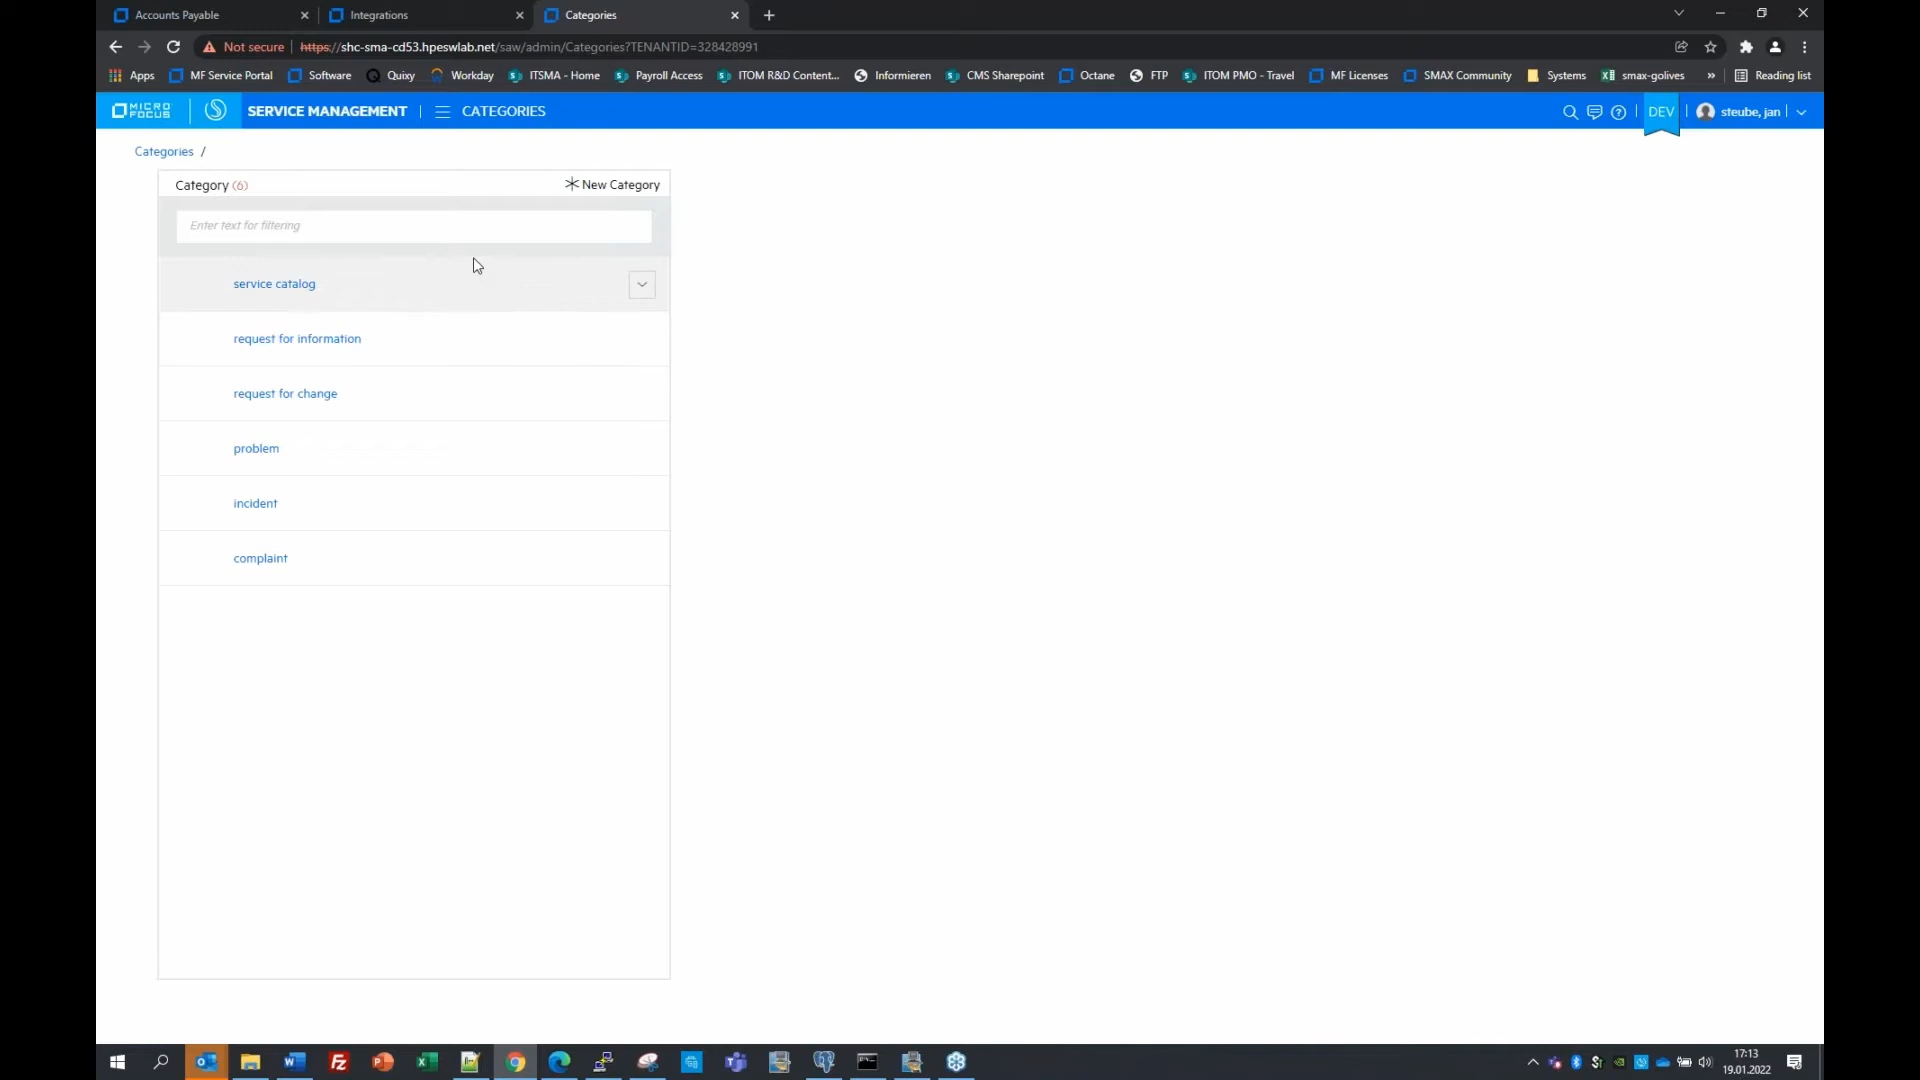 Accounts Payable
Integrations
Categories
Not secure
https://shc-sma-cd53.hpeswlab.net/saw/admin/Categories?TENANTID=328428991
Apps
MF Service Portal
Software
Quixy
Workday
ITSMA - Home
Payroll Access
ITOM R&D Content...
Informieren
CMS Sharepoint
Octane
FTP
ITOM PMO - Travel
MF Licenses
SMAX Community
Systems
smax-golives
»
Reading list
MICRO FOCUS
SERVICE MANAGEMENT
CATEGORIES
DEV
steube, jan
Categories /
Category (6)
New Category
Enter text for filtering
service catalog
request for information
request for change
problem
incident
complaint
17:13
19.01.2022